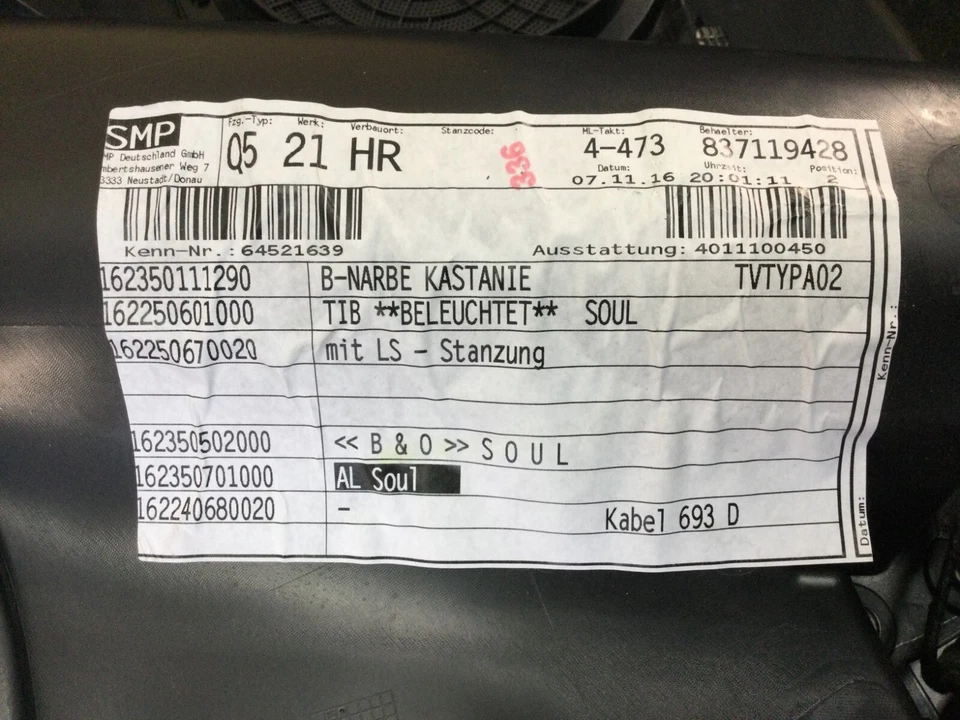 SMP
MP Deutschland GmbH
mbertshausener Weg 7
3333 Neustadt/Donau
Fzg.-Typ: Werk: Verbauort: Stanzcode: ML-Takt: Behaelter:
Q5 21 HR 336 4-473 837119428
Datum: Uhrzeit: Position:
07.11.16 20:01:11 2
Kenn-Nr.: 64521639 Ausstattung: 4011100450
162350111290 B-NARBE KASTANIE TVTYPA02
162250601000 TIB **BELEUCHTET** SOUL
162250670020 mit LS - Stanzung
162350502000 << B & O >> S O U L
162350701000 AL Soul
162240680020 - Kabel 693 D
Kenn-Nr.:
Datum: